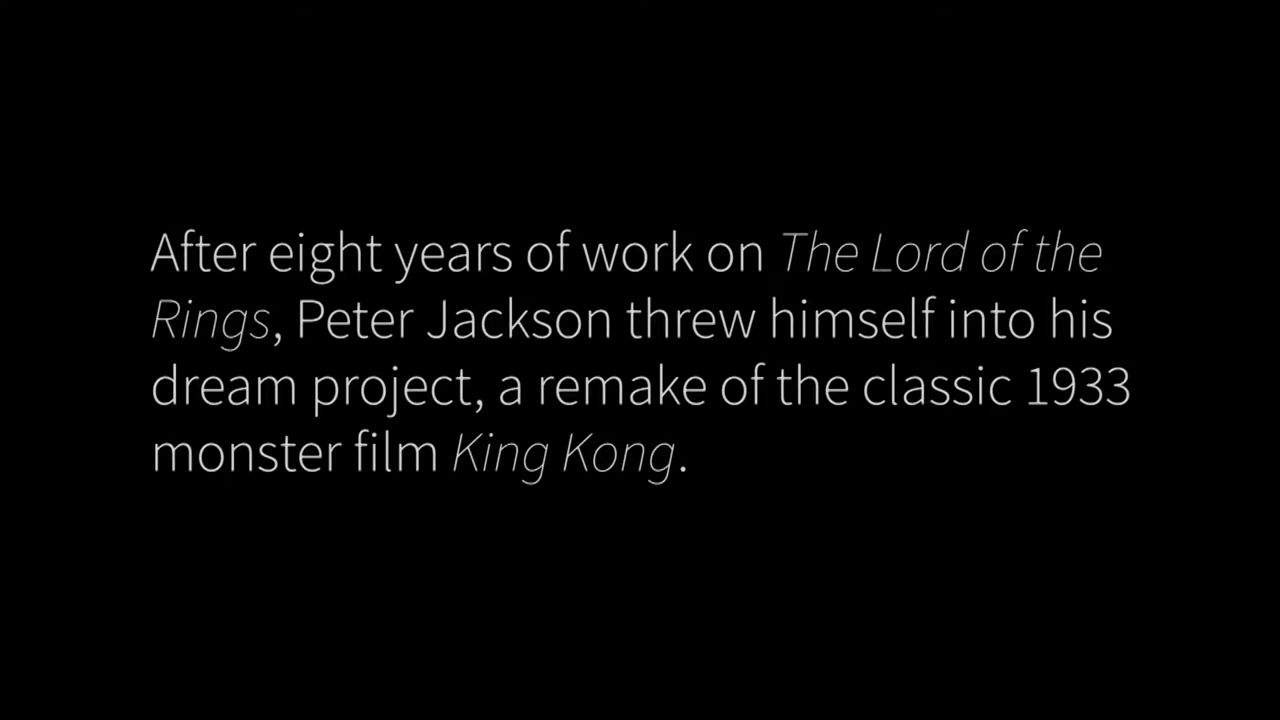 After eight years of work on The Lord of the
Rings, Peter Jackson threw himself into his
dream project, a remake of the classic 1933
monster film King Kong.